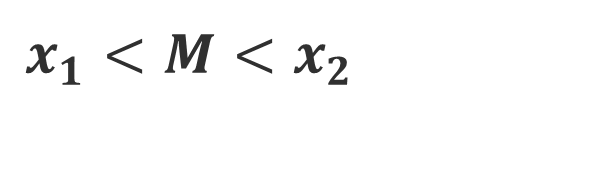 x₁ < M < x₂